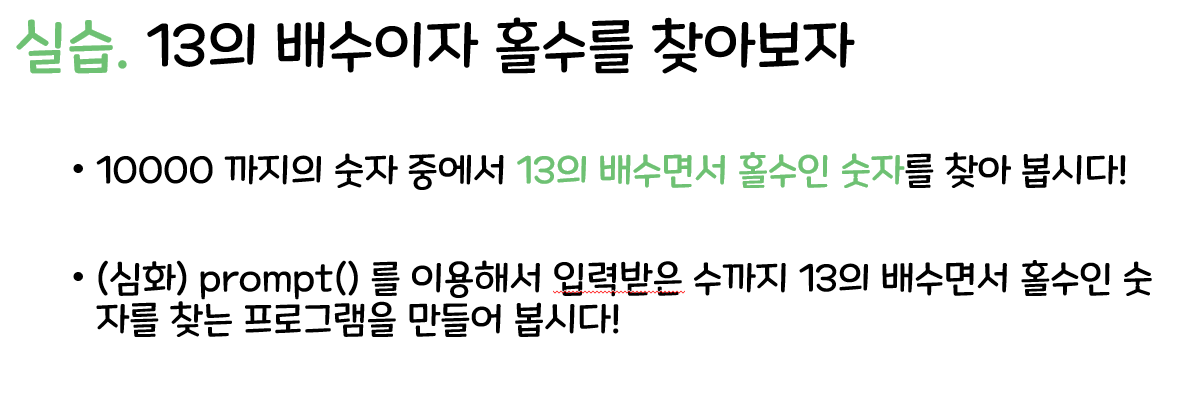 실습. 13의 배수이자 홀수를 찾아보자
• 10000 까지의 숫자 중에서 13의 배수면서 홀수인 숫자를 찾아 봅시다!
• (심화) prompt() 를 이용해서 입력받은 수까지 13의 배수면서 홀수인 숫
자를 찾는 프로그램을 만들어 봅시다!